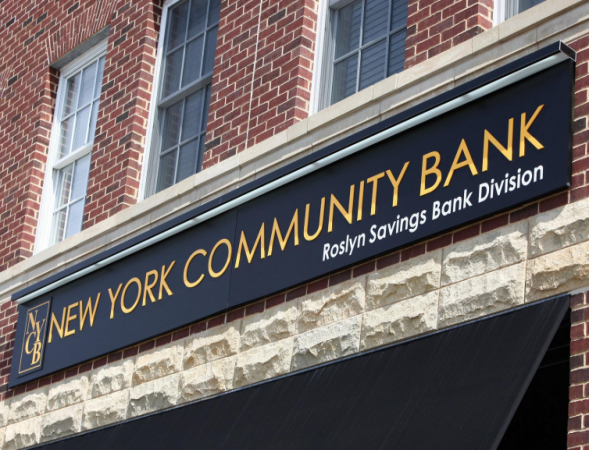 NYCB
NEW YORK COMMUNITY BANK
Roslyn Savings Bank Division